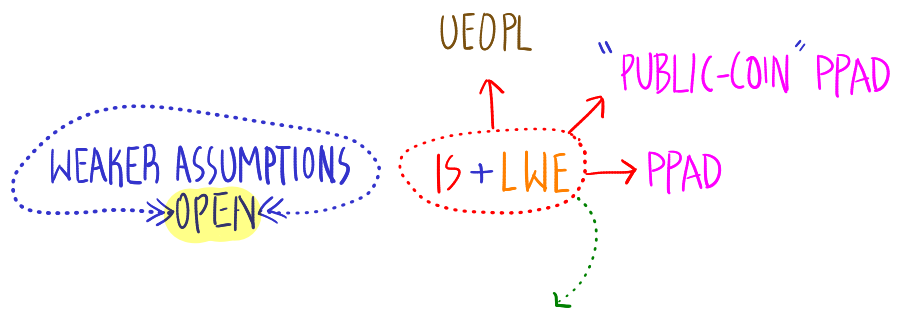 UEOPL
"PUBLIC-COIN" PPAD
WEAKER ASSUMPTIONS
OPEN
IS + LWE
PPAD